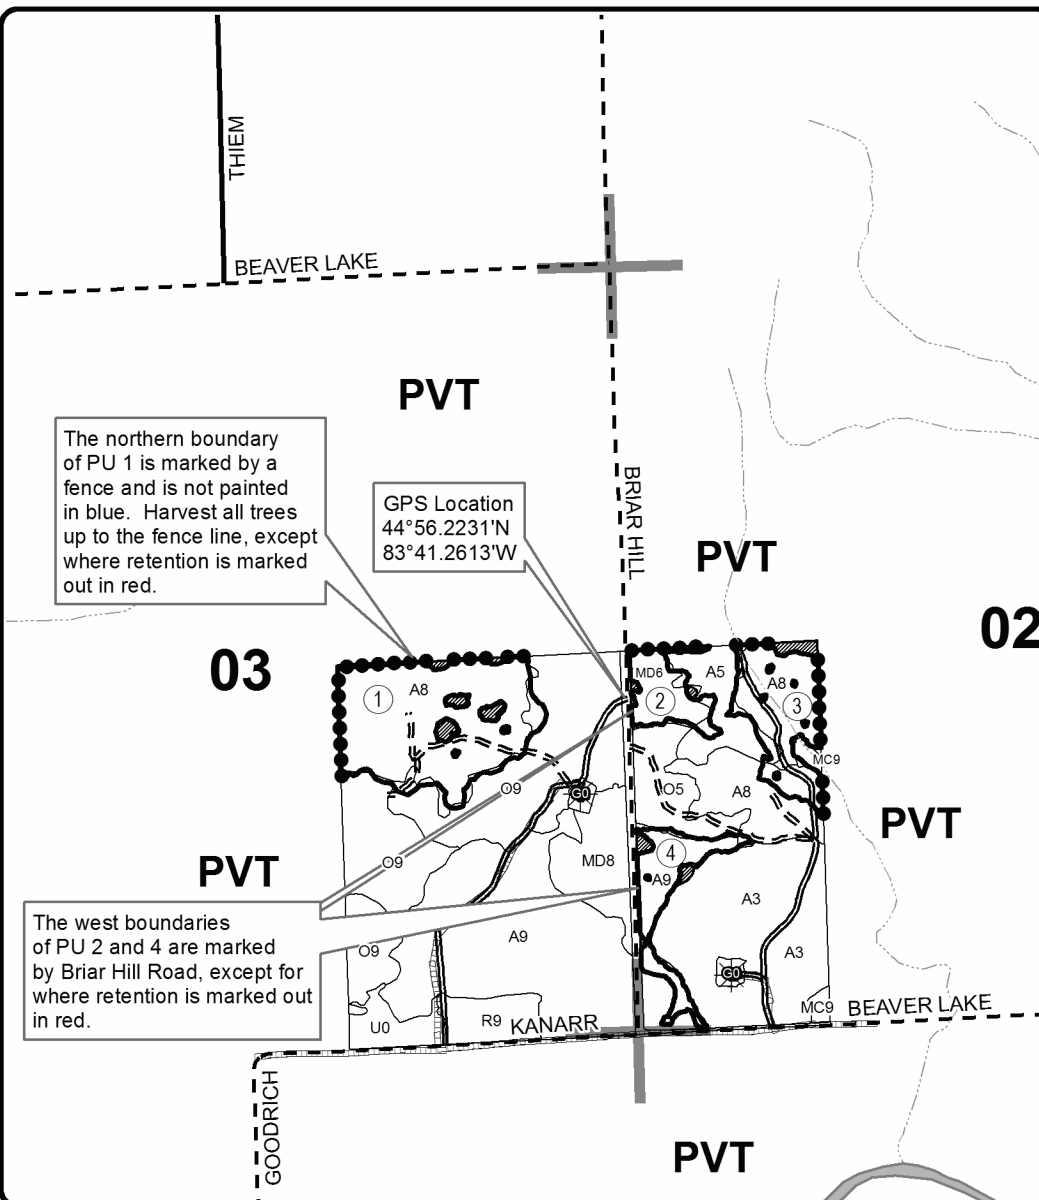 THIEM
BEAVER LAKE
PVT
The northern boundary
of PU 1 is marked by a
fence and is not painted
in blue.  Harvest all trees
up to the fence line, except
where retention is marked
out in red.
GPS Location
44°56.2231'N
83°41.2613'W
BRIAR HILL
PVT
02
03
1
A8
MD6
2
A5
A8
3
MC9
O9
G0
O5
A8
PVT
O9
MD8
4
A9
PVT
A3
The west boundaries
of PU 2 and 4 are marked
by Briar Hill Road, except for
where retention is marked out
in red.
O9
A9
A3
G0
U0
R9
KANARR
MC9
BEAVER LAKE
GOODRICH
PVT